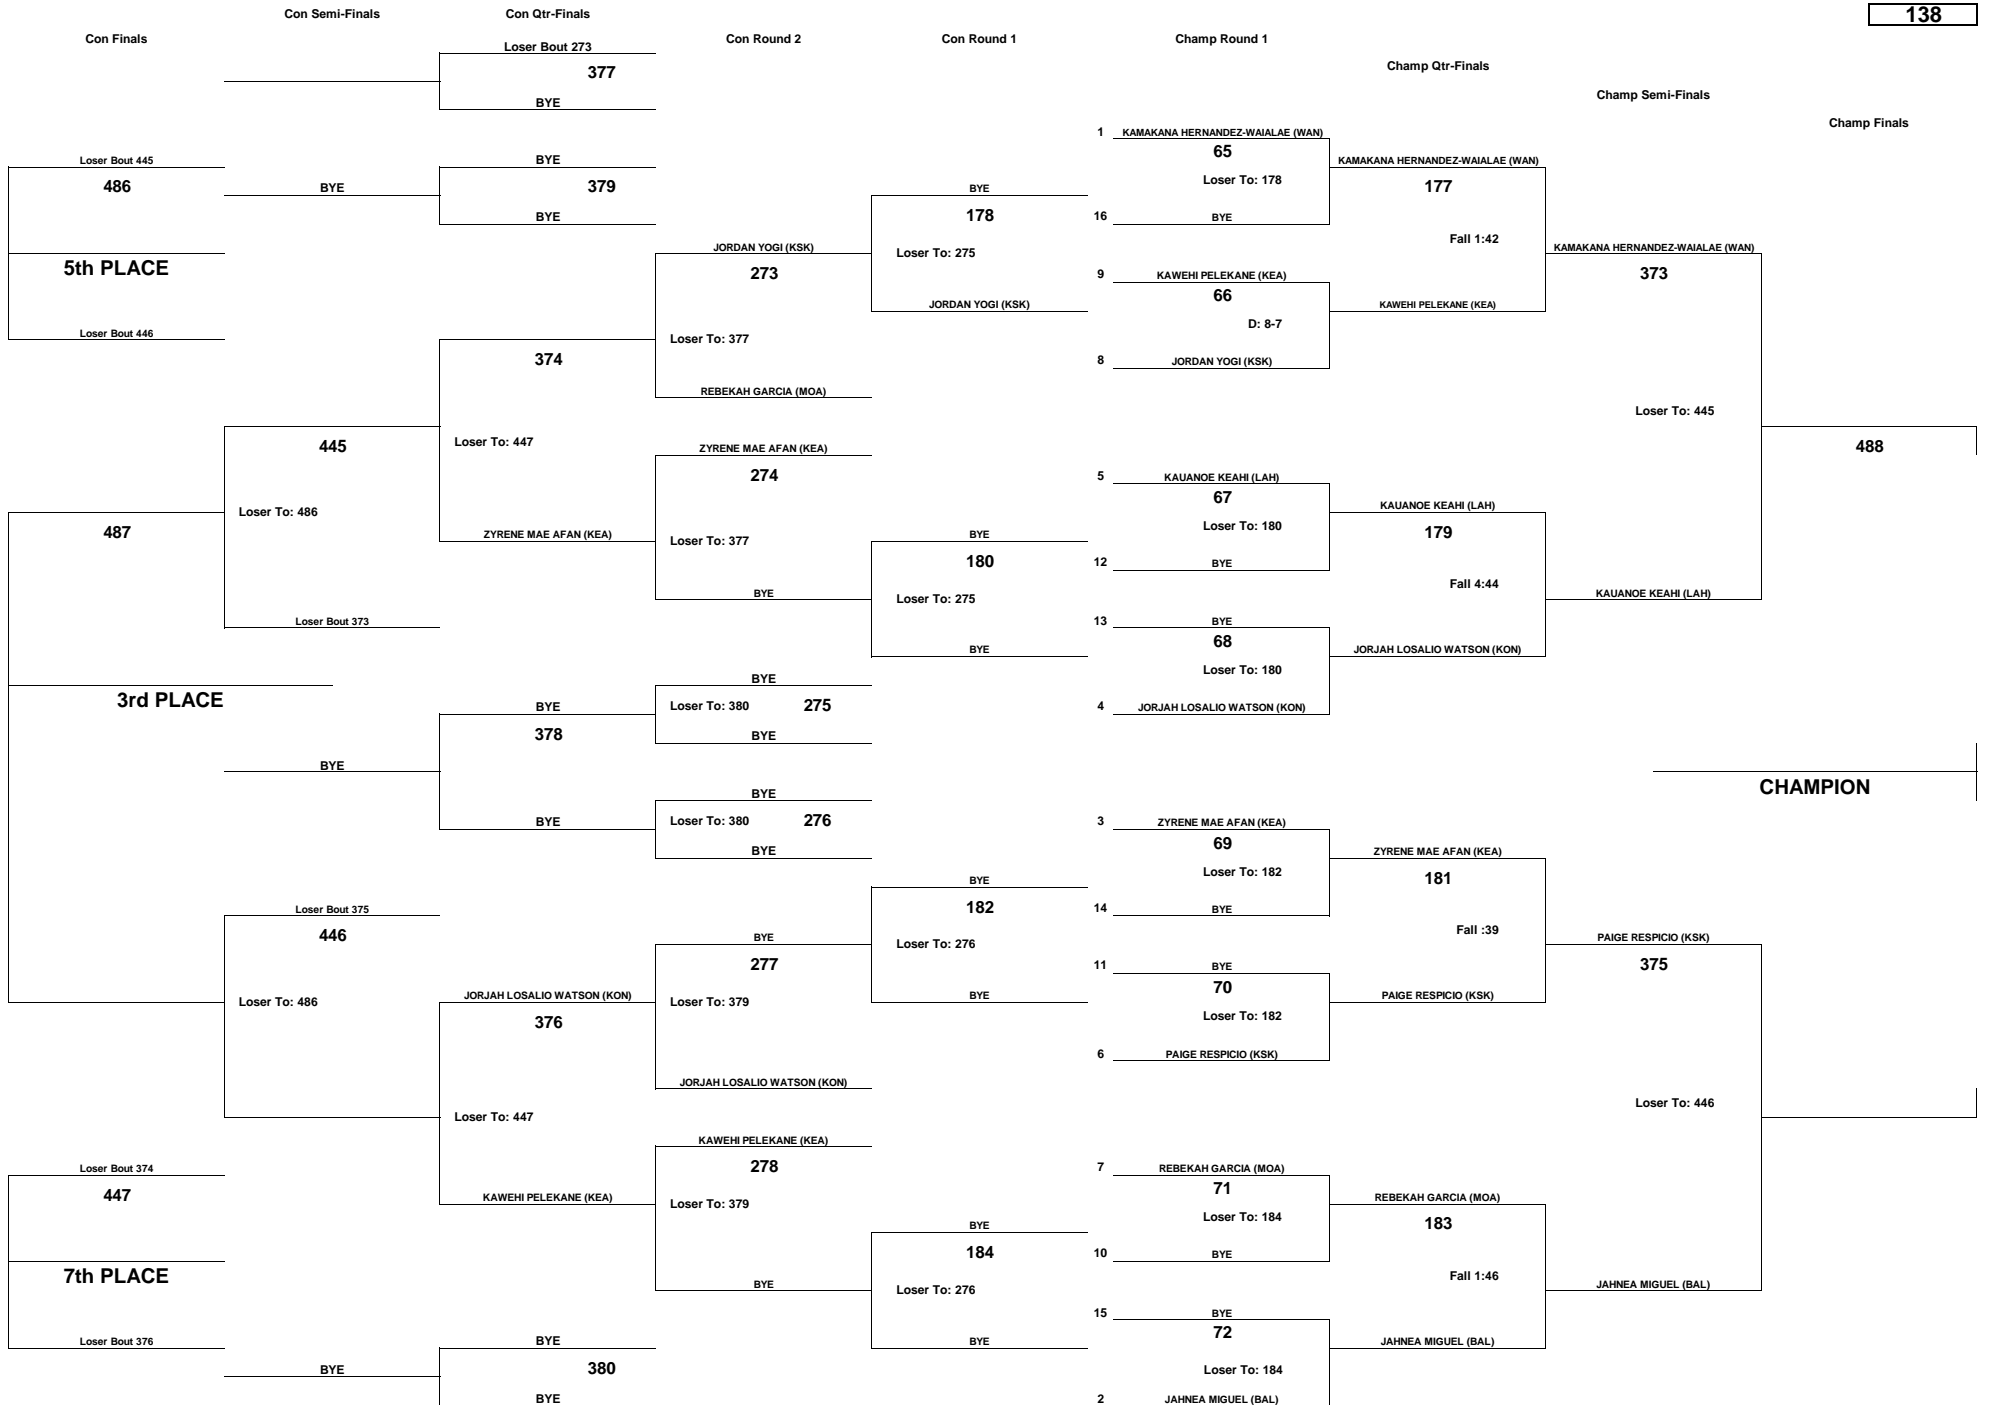 138
Con Semi-Finals
Con Qtr-Finals
Con Finals
Con Round 2
Con Round 1
Champ Round 1
Champ Qtr-Finals
Champ Semi-Finals
Champ Finals
Loser Bout 273
377
BYE
Loser Bout 445
486
5th PLACE
Loser Bout 446
BYE
BYE
379
BYE
445
Loser To: 486
Loser Bout 373
487
3rd PLACE
374
Loser To: 447
ZYRENE MAE AFAN (KEA)
JORDAN YOGI (KSK)
273
Loser To: 377
REBEKAH GARCIA (MOA)
ZYRENE MAE AFAN (KEA)
274
Loser To: 377
BYE
BYE
178
Loser To: 275
JORDAN YOGI (KSK)
BYE
180
Loser To: 275
BYE
1 KAMAKANA HERNANDEZ-WAIALAE (WAN)
65
Loser To: 178
16 BYE
9 KAWEHI PELEKANE (KEA)
66
D: 8-7
8 JORDAN YOGI (KSK)
5 KAUANOE KEAHI (LAH)
67
Loser To: 180
12 BYE
13 BYE
68
Loser To: 180
4 JORJAH LOSALIO WATSON (KON)
KAMAKANA HERNANDEZ-WAIALAE (WAN)
177
Fall 1:42
KAWEHI PELEKANE (KEA)
KAUANOE KEAHI (LAH)
179
Fall 4:44
JORJAH LOSALIO WATSON (KON)
KAMAKANA HERNANDEZ-WAIALAE (WAN)
373
Loser To: 445
KAUANOE KEAHI (LAH)
488
CHAMPION
BYE
378
BYE
BYE
BYE
Loser To: 380 275
BYE
BYE
Loser To: 380 276
BYE
Loser Bout 375
446
Loser To: 486
JORJAH LOSALIO WATSON (KON)
376
Loser To: 447
KAWEHI PELEKANE (KEA)
BYE
277
Loser To: 379
JORJAH LOSALIO WATSON (KON)
KAWEHI PELEKANE (KEA)
278
Loser To: 379
BYE
BYE
182
Loser To: 276
BYE
BYE
184
Loser To: 276
BYE
3 ZYRENE MAE AFAN (KEA)
69
Loser To: 182
14 BYE
11 BYE
70
Loser To: 182
6 PAIGE RESPICIO (KSK)
7 REBEKAH GARCIA (MOA)
71
Loser To: 184
10 BYE
15 BYE
72
Loser To: 184
2 JAHNEA MIGUEL (BAL)
ZYRENE MAE AFAN (KEA)
181
Fall :39
PAIGE RESPICIO (KSK)
REBEKAH GARCIA (MOA)
183
Fall 1:46
JAHNEA MIGUEL (BAL)
PAIGE RESPICIO (KSK)
375
Loser To: 446
JAHNEA MIGUEL (BAL)
Loser Bout 374
447
7th PLACE
Loser Bout 376
BYE
BYE
380
BYE